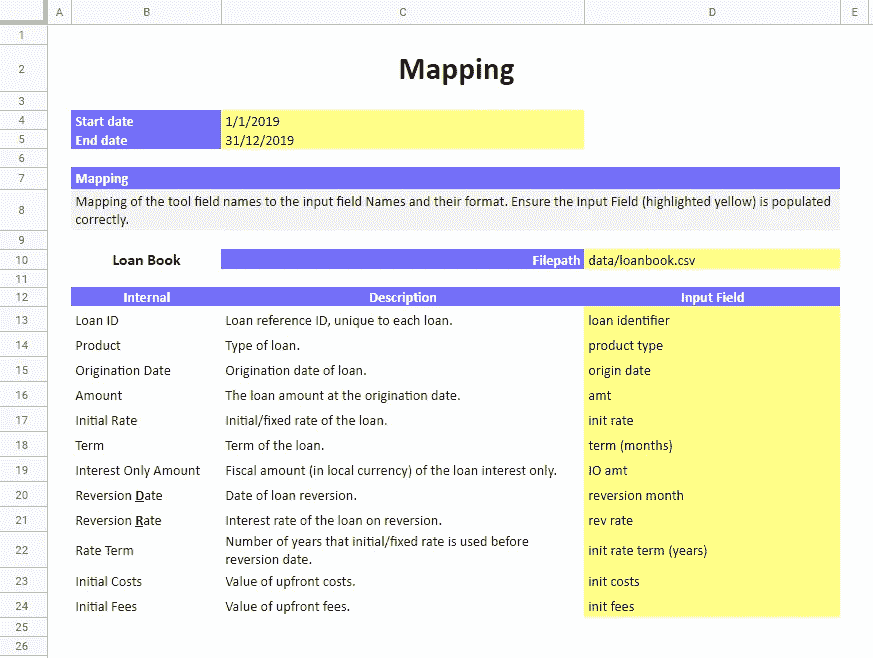 A B C D E
1
2 Mapping
3
4 Start date 1/1/2019
5 End date 31/12/2019
6
7 Mapping
8 Mapping of the tool field names to the input field Names and their format. Ensure the Input Field (highlighted yellow) is populated
correctly.
9
10 Loan Book Filepath data/loanbook.csv
11
12 Internal Description Input Field
13 Loan ID Loan reference ID, unique to each loan. loan identifier
14 Product Type of loan. product type
15 Origination Date Origination date of loan. origin date
16 Amount The loan amount at the origination date. amt
17 Initial Rate Initial/fixed rate of the loan. init rate
18 Term Term of the loan. term (months)
19 Interest Only Amount Fiscal amount (in local currency) of the loan interest only. IO amt
20 Reversion Date Date of loan reversion. reversion month
21 Reversion Rate Interest rate of the loan on reversion. rev rate
22 Rate Term Number of years that initial/fixed rate is used before
reversion date. init rate term (years)
23 Initial Costs Value of upfront costs. init costs
24 Initial Fees Value of upfront fees. init fees
25
26